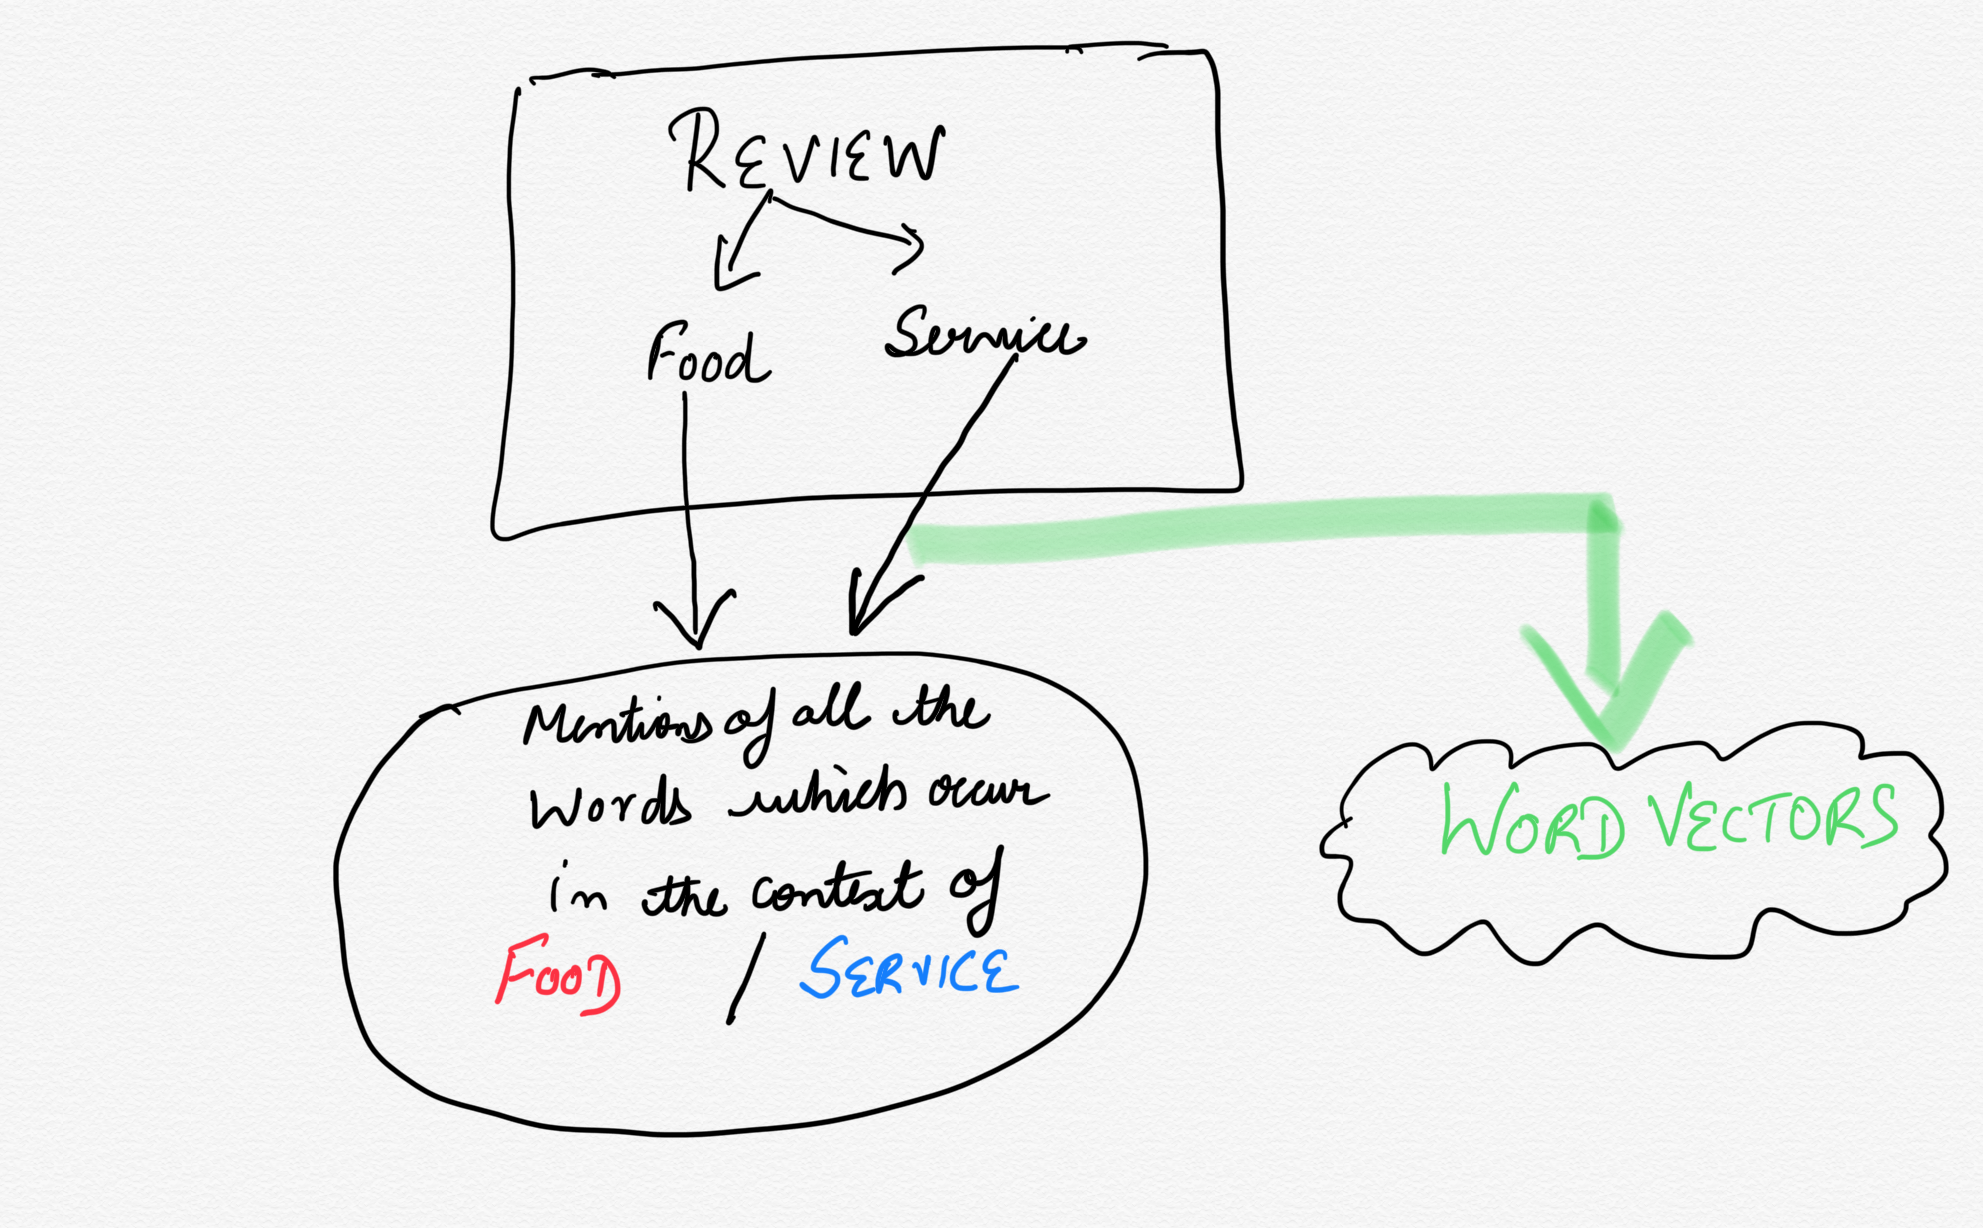 REVIEW
Food
Service
Mentions of all the
words which occur
in the context of
FOOD / SERVICE
WORD VECTORS